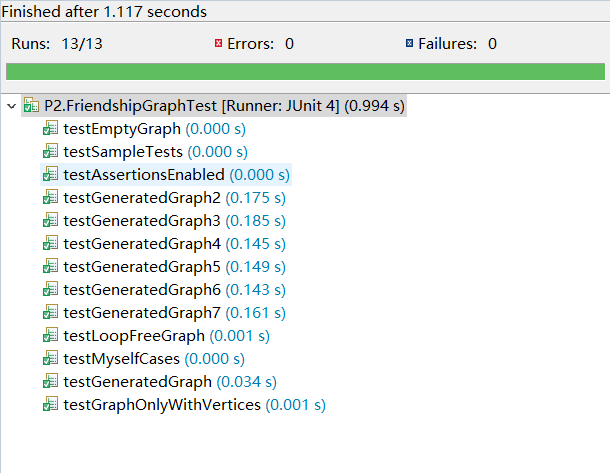 Finished after 1.117 seconds
Runs: 13/13 Errors: 0 Failures: 0
P2.FriendshipGraphTest [Runner: JUnit 4] (0.994 s)
testEmptyGraph (0.000 s)
testSampleTests (0.000 s)
testAssertionsEnabled (0.000 s)
testGeneratedGraph2 (0.175 s)
testGeneratedGraph3 (0.185 s)
testGeneratedGraph4 (0.145 s)
testGeneratedGraph5 (0.149 s)
testGeneratedGraph6 (0.143 s)
testGeneratedGraph7 (0.161 s)
testLoopFreeGraph (0.001 s)
testMyselfCases (0.000 s)
testGeneratedGraph (0.034 s)
testGraphOnlyWithVertices (0.001 s)